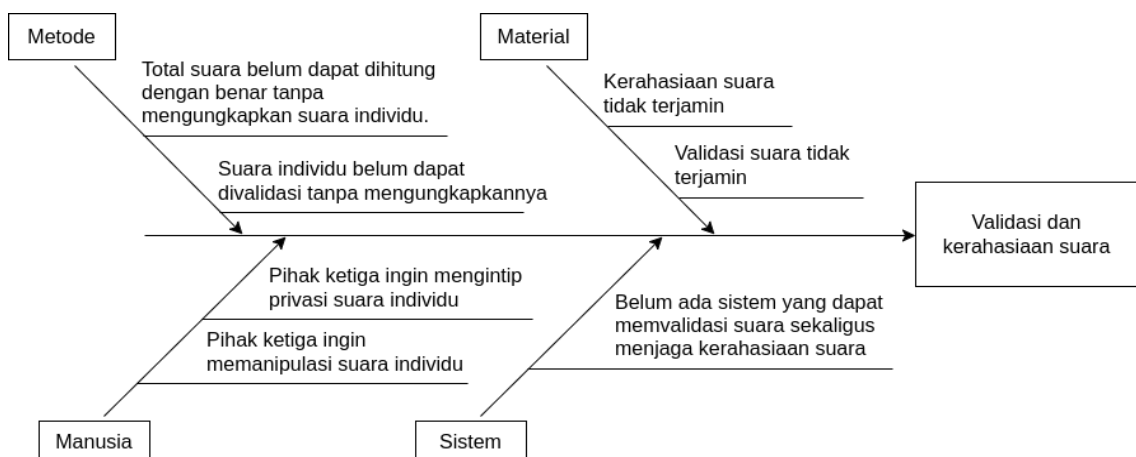 Metode
Total suara belum dapat dihitung
dengan benar tanpa
mengungkapkan suara individu.
Suara individu belum dapat
divalidasi tanpa mengungkapkannya
Material
Kerahasiaan suara
tidak terjamin
Validasi suara tidak
terjamin
Validasi dan
kerahasiaan suara
Pihak ketiga ingin mengintip
privasi suara individu
Pihak ketiga ingin
memanipulasi suara individu
Manusia
Belum ada sistem yang dapat
memvalidasi suara sekaligus
menjaga kerahasiaan suara
Sistem